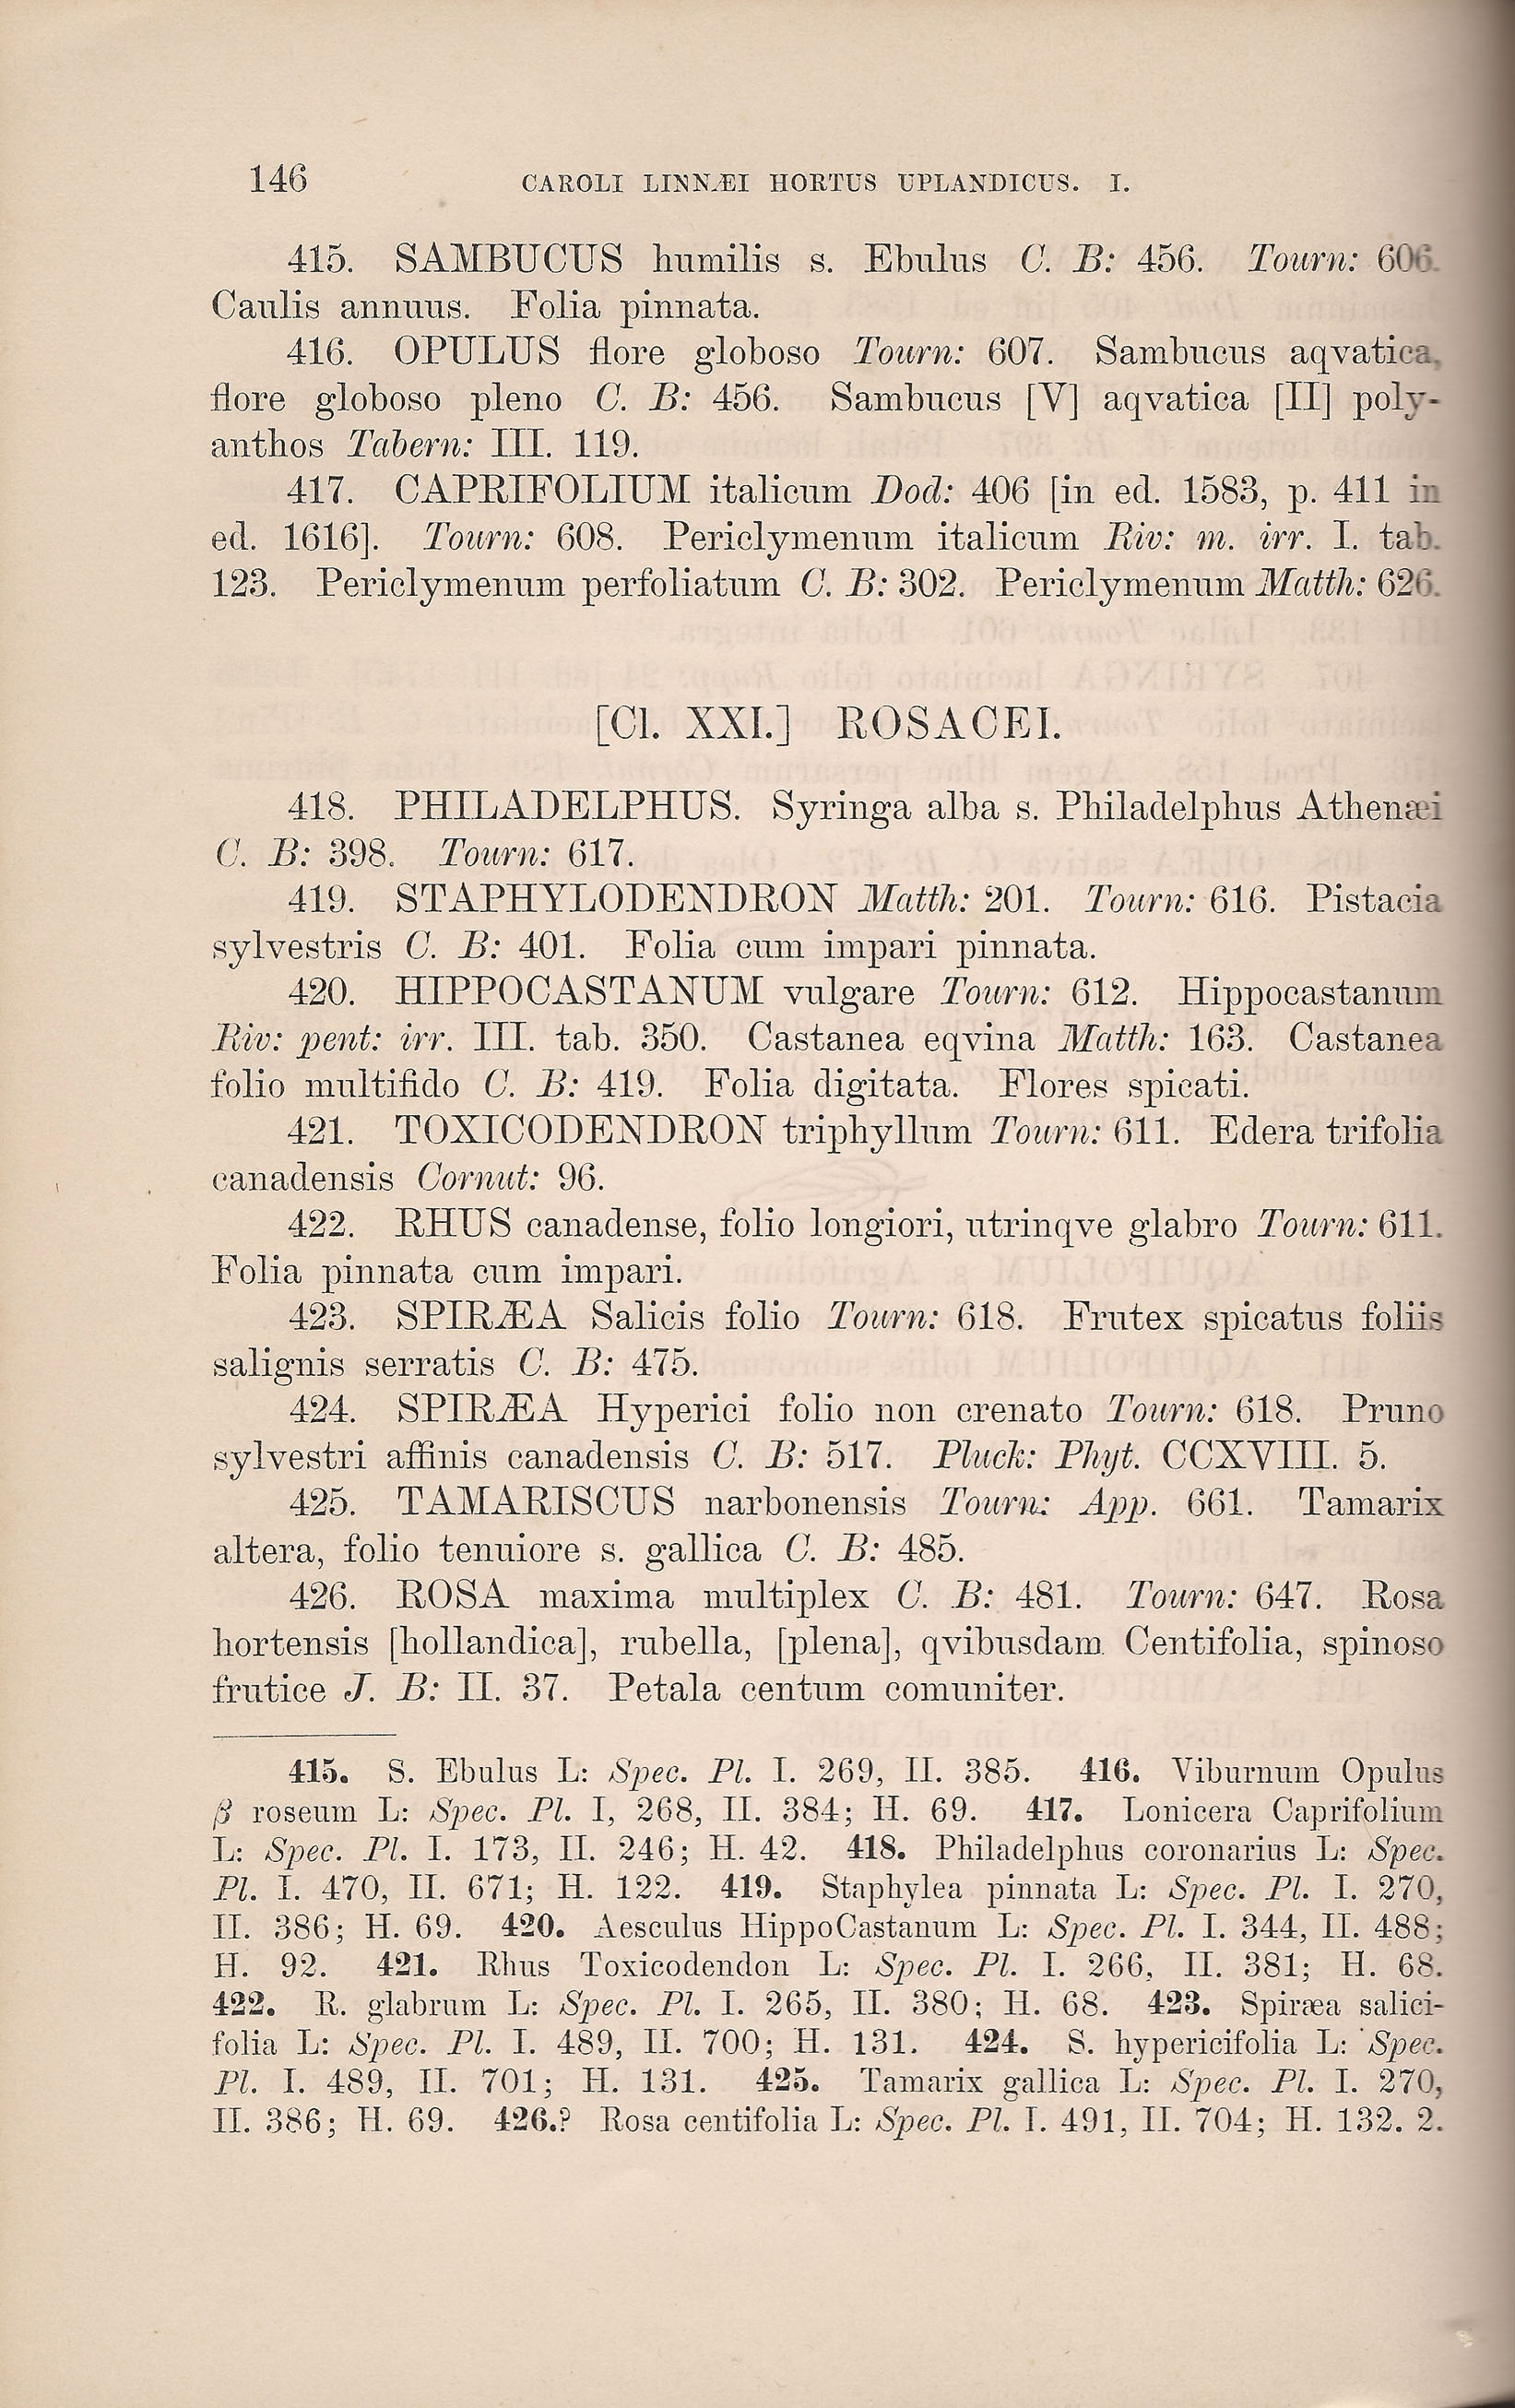 146 CAROLI LINNÆI HORTUS UPLANDICUS. I.
415. SAMBUCUS humilis s. Ebulus C. B: 456. Tourn: 606.
Caulis annuus. Folia pinnata.
416. OPULUS flore globoso Tourn: 607. Sambucus aqvatica,
flore globoso pleno C. B: 456. Sambucus [V] aqvatica [II] poly-
anthos Tabern: III. 119.
417. CAPRIFOLIUM italicum Dod: 406 [in ed. 1583, p. 411 in
ed. 1616]. Tourn: 608. Periclymenum italicum Riv: m. irr. I. tab.
123. Periclymenum perfoliatum C. B: 302. Periclymenum Matth: 626.
[Cl. XXI.] ROSACEI.
418. PHILADELPHUS. Syringa alba s. Philadelphus Athenæi
C. B: 398. Tourn: 617.
419. STAPHYLODENDRON Matth: 201. Tourn: 616. Pistacia
sylvestris C. B: 401. Folia cum impari pinnata.
420. HIPPOCASTANUM vulgare Tourn: 612. Hippocastanum
Riv: pent: irr. III. tab. 350. Castanea eqvina Matth: 163. Castanea
folio multifido C. B: 419. Folia digitata. Flores spicati.
421. TOXICODENDRON triphyllum Tourn: 611. Edera trifolia
canadensis Cornut: 96.
422. RHUS canadense, folio longiori, utrinqve glabro Tourn: 611.
Folia pinnata cum impari.
423. SPIRÆA Salicis folio Tourn: 618. Frutex spicatus foliis
salignis serratis C. B: 475.
424. SPIRÆA Hyperici folio non crenato Tourn: 618. Pruno
sylvestri affinis canadensis C. B: 517. Pluck: Phyt. CCXVIII. 5.
425. TAMARISCUS narbonensis Tourn: App. 661. Tamarix
altera, folio tenuiore s. gallica C. B: 485.
426. ROSA maxima multiplex C. B: 481. Tourn: 647. Rosa
hortensis [hollandica], rubella, [plena], qvibusdam Centifolia, spinoso
frutice J. B: II. 37. Petala centum comuniter.
415. S. Ebulus L: Spec. Pl. I. 269, II. 385. 416. Viburnum Opulus
β roseum L: Spec. Pl. I, 268, II. 384; H. 69. 417. Lonicera Caprifolium
L: Spec. Pl. I. 173, II. 246; H. 42. 418. Philadelphus coronarius L: Spec.
Pl. I. 470, II. 671; H. 122. 419. Staphylea pinnata L: Spec. Pl. I. 270,
II. 386; H. 69. 420. Aesculus HippoCastanum L: Spec. Pl. I. 344, II. 488;
H. 92. 421. Rhus Toxicodendon L: Spec. Pl. I. 266, II. 381; H. 68.
422. R. glabrum L: Spec. Pl. I. 265, II. 380; H. 68. 423. Spiræa salici-
folia L: Spec. Pl. I. 489, II. 700; H. 131. 424. S. hypericifolia L: Spec.
Pl. I. 489, II. 701; H. 131. 425. Tamarix gallica L: Spec. Pl. I. 270,
II. 386; H. 69. 426.? Rosa centifolia L: Spec. Pl. I. 491, II. 704; H. 132. 2.